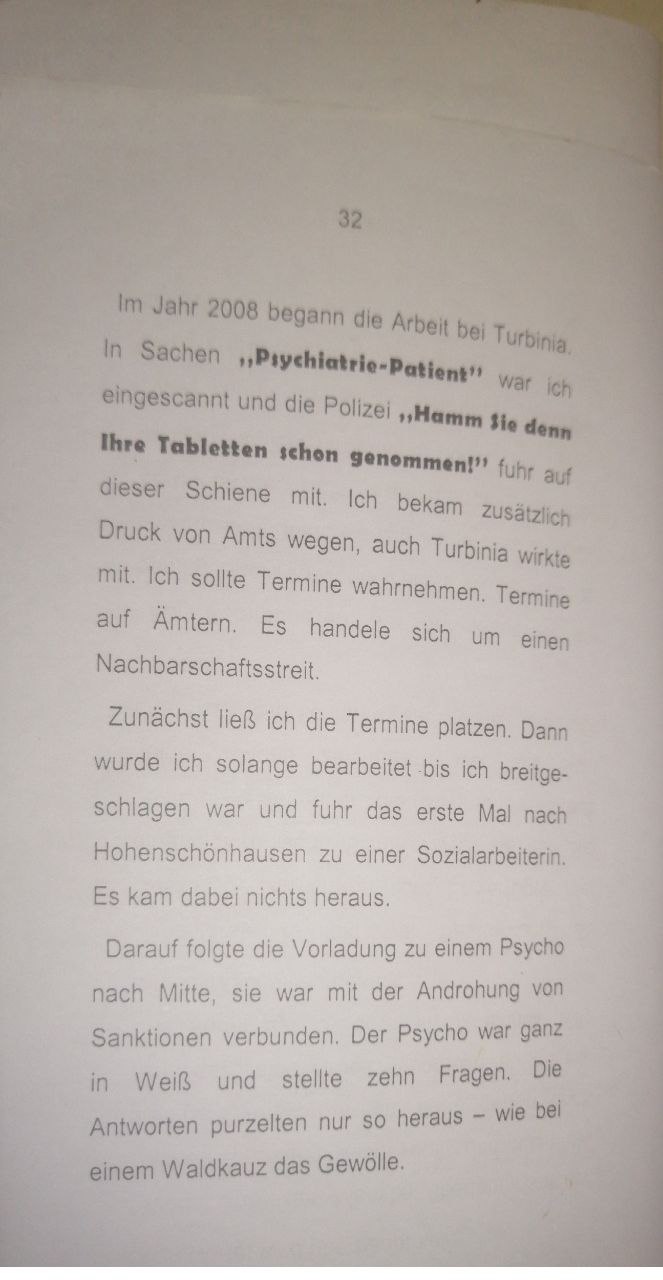 32
Im Jahr 2008 begann die Arbeit bei Turbinia.
In Sachen „Psychiatrie-Patient” war ich
eingescannt und die Polizei „Hamm Sie denn
Ihre Tabletten schon genommen!” fuhr auf
dieser Schiene mit. Ich bekam zusätzlich
Druck von Amts wegen, auch Turbinia wirkte
mit. Ich sollte Termine wahrnehmen. Termine
auf Ämtern. Es handele sich um einen
Nachbarschaftsstreit.
Zunächst ließ ich die Termine platzen. Dann
wurde ich solange bearbeitet bis ich breitge-
schlagen war und fuhr das erste Mal nach
Hohenschönhausen zu einer Sozialarbeiterin.
Es kam dabei nichts heraus.
Darauf folgte die Vorladung zu einem Psycho
nach Mitte, sie war mit der Androhung von
Sanktionen verbunden. Der Psycho war ganz
in Weiß und stellte zehn Fragen. Die
Antworten purzelten nur so heraus – wie bei
einem Waldkauz das Gewölle.